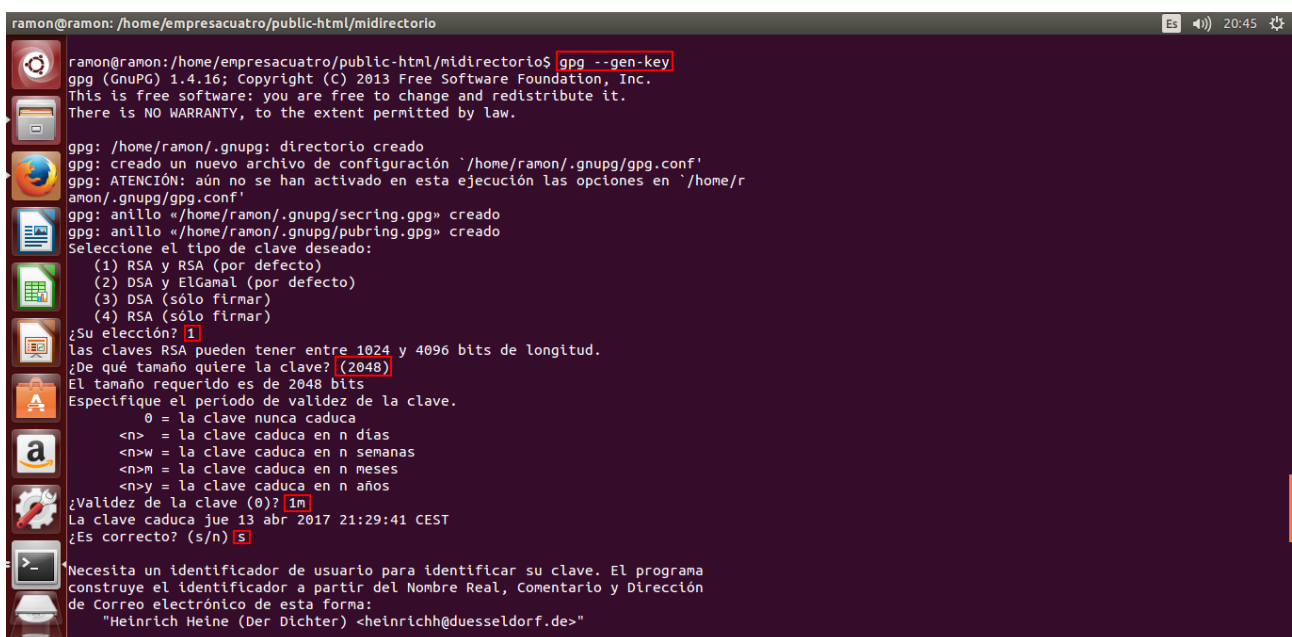 ramon@ramon: /home/empresacuatro/public-html/midirectorio
Es
20:45
ramon@ramon:/home/empresacuatro/public-html/midirectorio$ gpg --gen-key
gpg (GnuPG) 1.4.16; Copyright (C) 2013 Free Software Foundation, Inc.
This is free software: you are free to change and redistribute it.
There is NO WARRANTY, to the extent permitted by law.
gpg: /home/ramon/.gnupg: directorio creado
gpg: creado un nuevo archivo de configuración `/home/ramon/.gnupg/gpg.conf'
gpg: ATENCIÓN: aún no se han activado en esta ejecución las opciones en `/home/r
amon/.gnupg/gpg.conf'
gpg: anillo «/home/ramon/.gnupg/secring.gpg» creado
gpg: anillo «/home/ramon/.gnupg/pubring.gpg» creado
Seleccione el tipo de clave deseado:
(1) RSA y RSA (por defecto)
(2) DSA y ElGamal (por defecto)
(3) DSA (sólo firmar)
(4) RSA (sólo firmar)
¿Su elección? 1
las claves RSA pueden tener entre 1024 y 4096 bits de longitud.
¿De qué tamaño quiere la clave? (2048)
El tamaño requerido es de 2048 bits
Especifique el período de validez de la clave.
0 = la clave nunca caduca
<n> = la clave caduca en n días
<n>w = la clave caduca en n semanas
<n>m = la clave caduca en n meses
<n>y = la clave caduca en n años
¿Validez de la clave (0)? 1m
La clave caduca jue 13 abr 2017 21:29:41 CEST
¿Es correcto? (s/n) s
Necesita un identificador de usuario para identificar su clave. El programa
construye el identificador a partir del Nombre Real, Comentario y Dirección
de Correo electrónico de esta forma:
"Heinrich Heine (Der Dichter) <heinrichh@duesseldorf.de>"